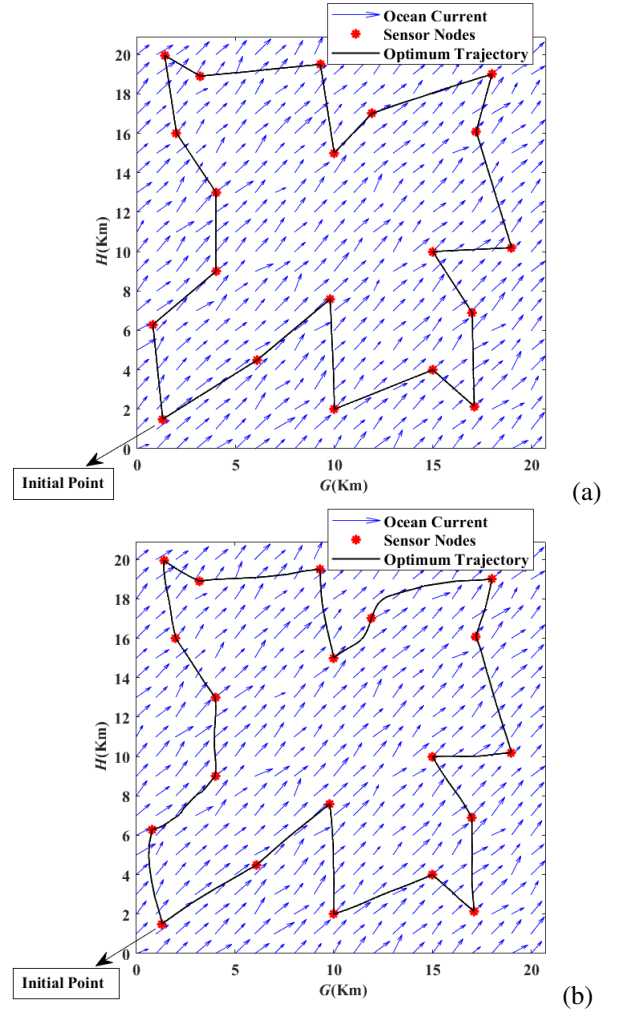 Ocean Current
Sensor Nodes
Optimum Trajectory
20
18
16
14
12
10
8
6
4
2
0
H(Km)
0 5 10 15 20
G(Km)
Initial Point
(a)
Ocean Current
Sensor Nodes
Optimum Trajectory
20
18
16
14
12
10
8
6
4
2
0
H(Km)
0 5 10 15 20
G(Km)
Initial Point
(b)